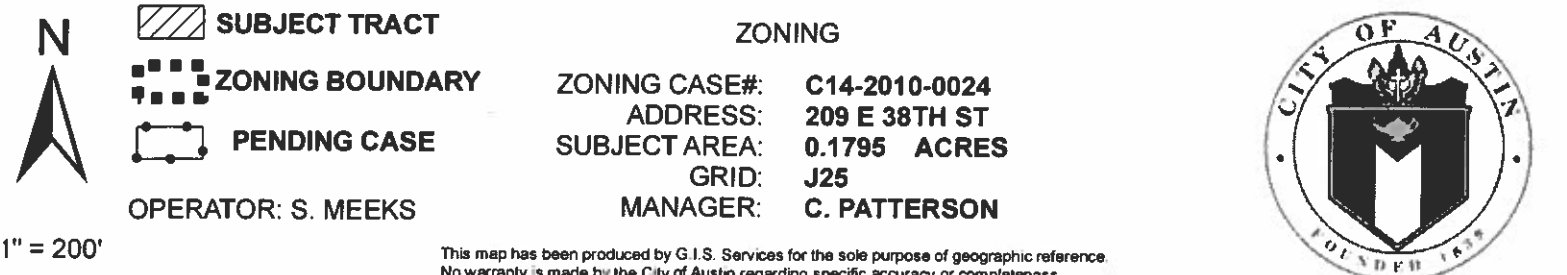 N
SUBJECT TRACT
ZONING BOUNDARY
PENDING CASE
OPERATOR: S. MEEKS
1" = 200'
ZONING
ZONING CASE#: C14-2010-0024
ADDRESS: 209 E 38TH ST
SUBJECT AREA: 0.1795 ACRES
GRID: J25
MANAGER: C. PATTERSON
This map has been produced by G.I.S. Services for the sole purpose of geographic reference.
No warranty is made by the City of Austin regarding specific accuracy or completeness.
CITY OF AUSTIN
FOUNDED 1839